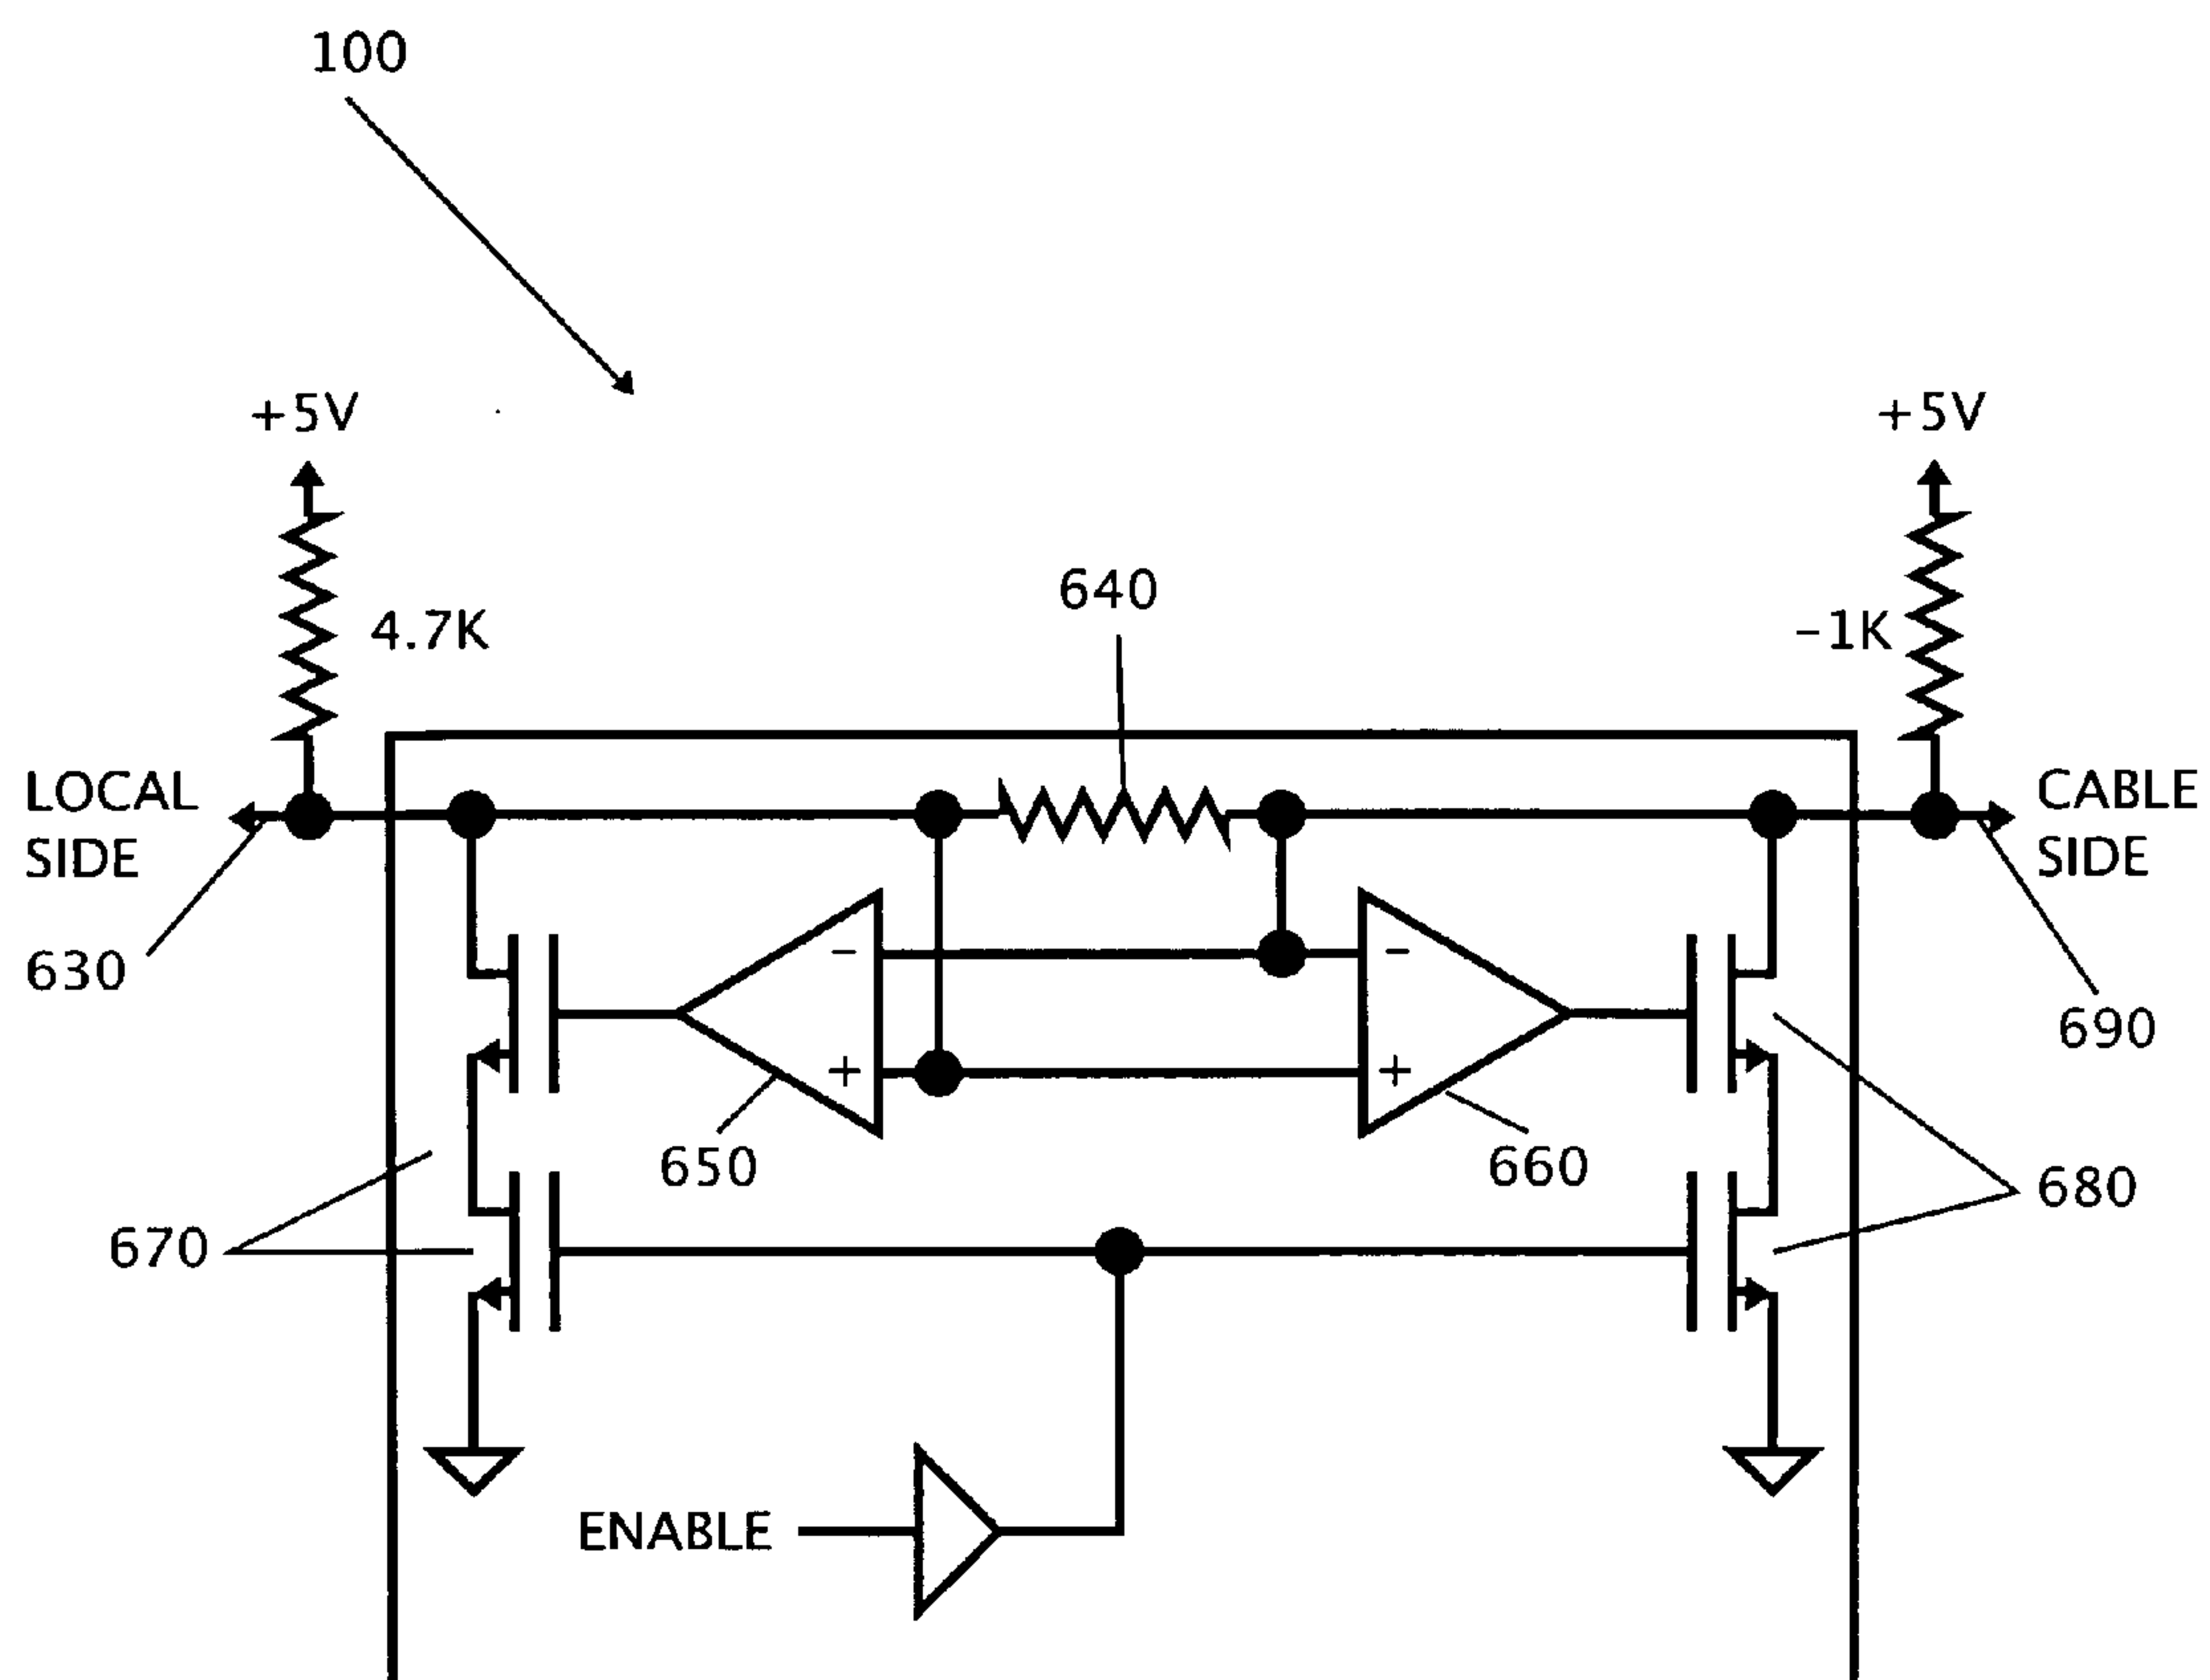 100
+5V
+5V
640
4.7K
-1K
LOCAL
SIDE
CABLE
SIDE
630
690
-
-
+
+
650
660
680
670
ENABLE